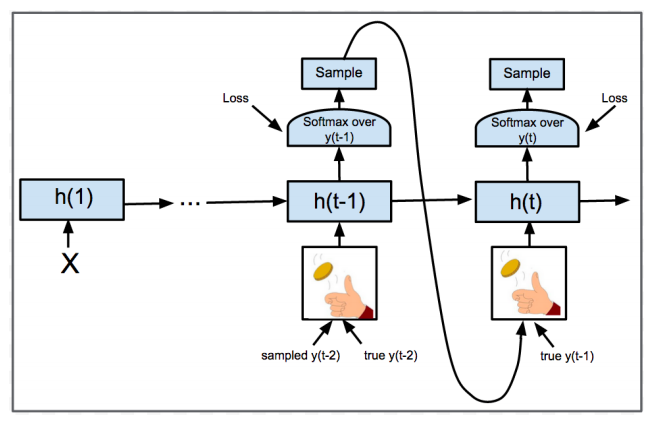 Sample
Sample
Loss
Loss
Softmax over
y(t-1)
Softmax over
y(t)
h(1)
...
h(t-1)
h(t)
X
sampled y(t-2)
true y(t-2)
true y(t-1)